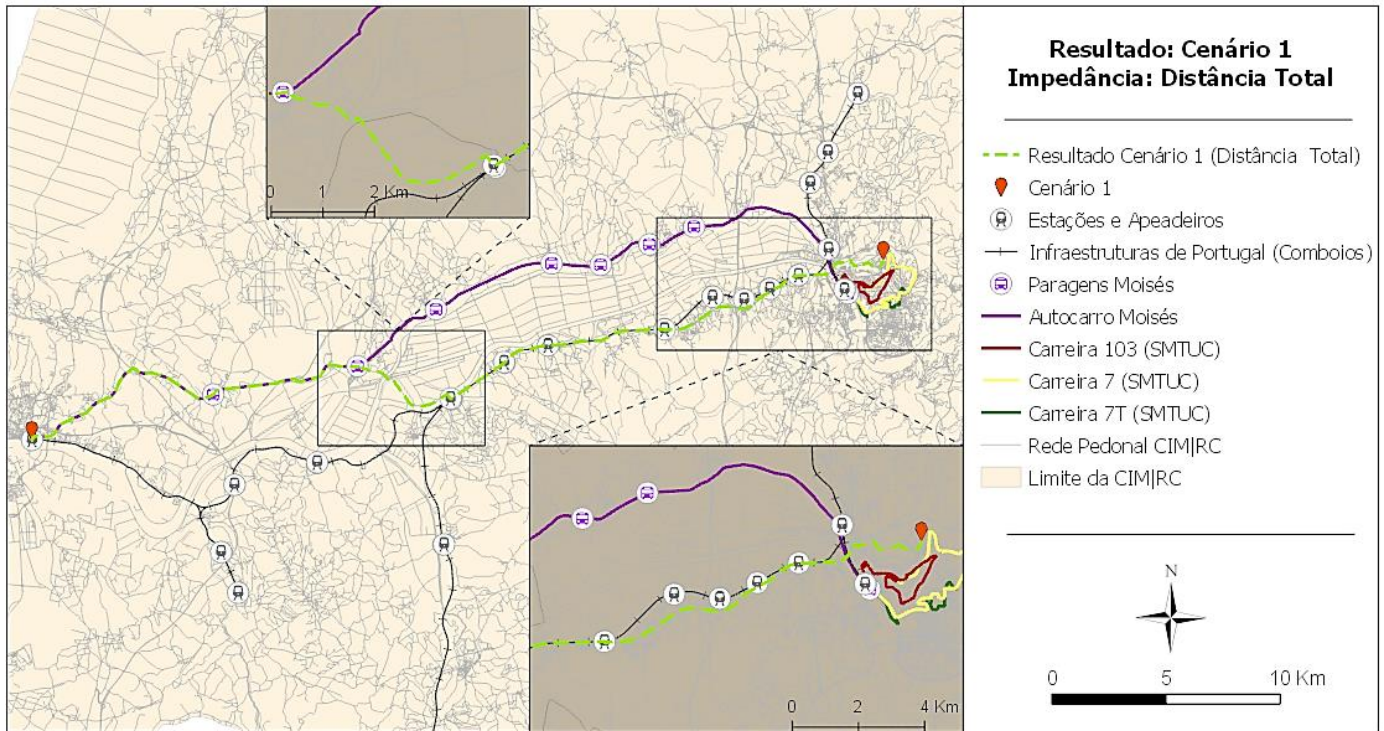 Resultado: Cenário 1
Impedância: Distância Total
Resultado Cenário 1 (Distância Total)
Cenário 1
Estações e Apeadeiros
Infraestruturas de Portugal (Comboios)
Paragens Moisés
Autocarro Moisés
Carreira 103 (SMTUC)
Carreira 7 (SMTUC)
Carreira 7T (SMTUC)
Rede Pedonal CIM|RC
Limite da CIM|RC
N
0 5 10 Km
0 1 2 Km
0 2 4 Km